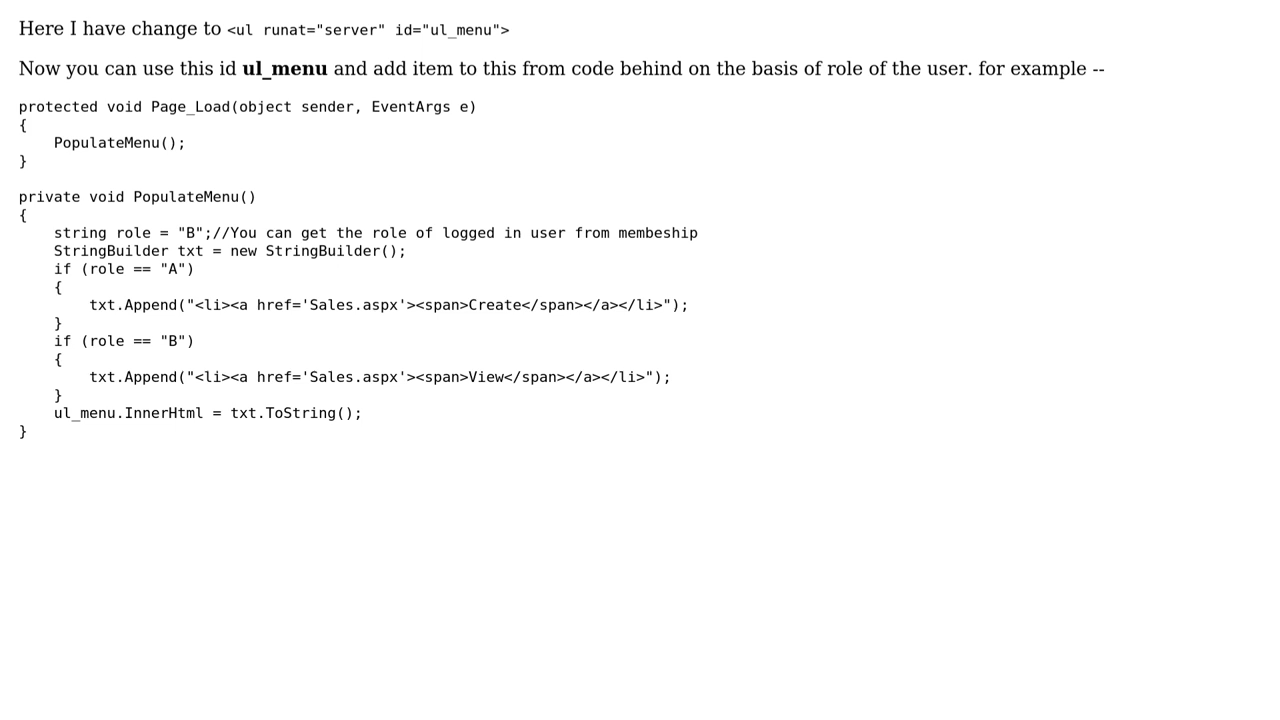 Here I have change to <ul runat="server" id="ul_menu">
Now you can use this id ul_menu and add item to this from code behind on the basis of role of the user. for example --
protected void Page_Load(object sender, EventArgs e)
{
    PopulateMenu();
}

private void PopulateMenu()
{
    string role = "B";//You can get the role of logged in user from membeship
    StringBuilder txt = new StringBuilder();
    if (role == "A")
    {
        txt.Append("<li><a href='Sales.aspx'><span>Create</span></a></li>");
    }
    if (role == "B")
    {
        txt.Append("<li><a href='Sales.aspx'><span>View</span></a></li>");
    }
    ul_menu.InnerHtml = txt.ToString();
}